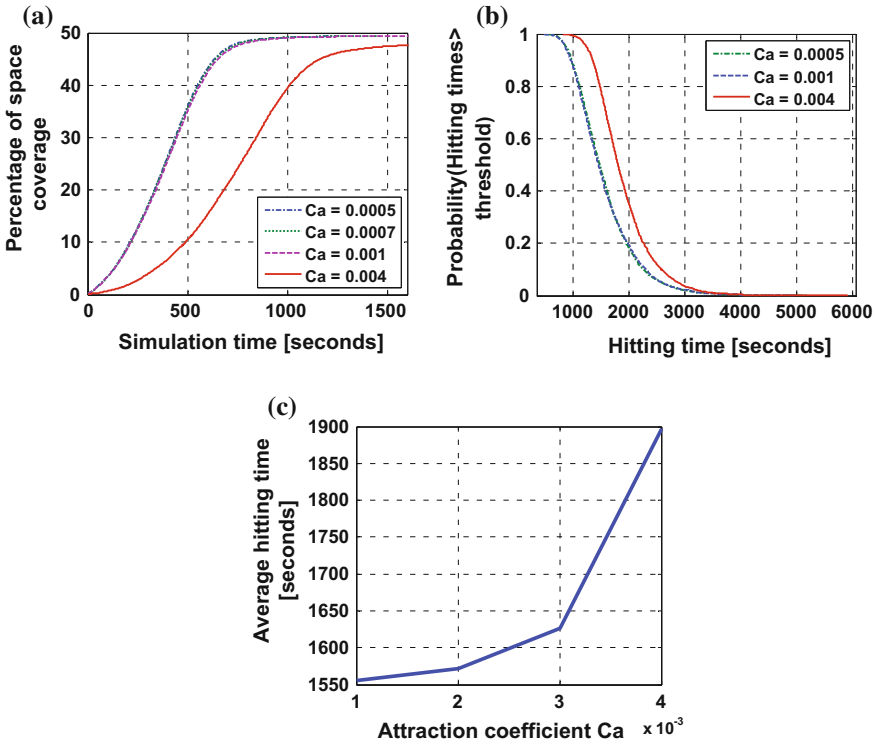 (a)
Percentage of space
coverage
50
40
30
20
10
0
0
500
1000
1500
Ca = 0.0005
Ca = 0.0007
Ca = 0.001
Ca = 0.004
Simulation time [seconds]
(b)
Probability(Hitting times>
threshold)
1
0.8
0.6
0.4
0.2
0
1000
2000
3000
4000
5000
6000
Ca = 0.0005
Ca = 0.001
Ca = 0.004
Hitting time [seconds]
(c)
Average hitting time
[seconds]
1900
1850
1800
1750
1700
1650
1600
1550
1
2
3
4
Attraction coefficient Ca
x 10-3